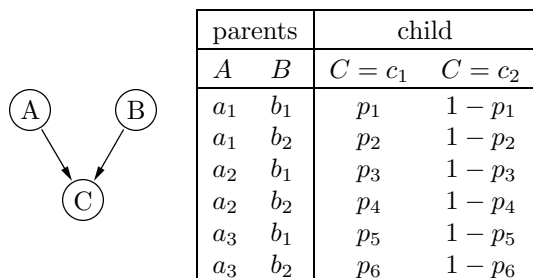 parents child
A B C = c₁ C = c₂
a₁ b₁ p₁ 1 − p₁
a₁ b₂ p₂ 1 − p₂
a₂ b₁ p₃ 1 − p₃
a₂ b₂ p₄ 1 − p₄
a₃ b₁ p₅ 1 − p₅
a₃ b₂ p₆ 1 − p₆
A B
C